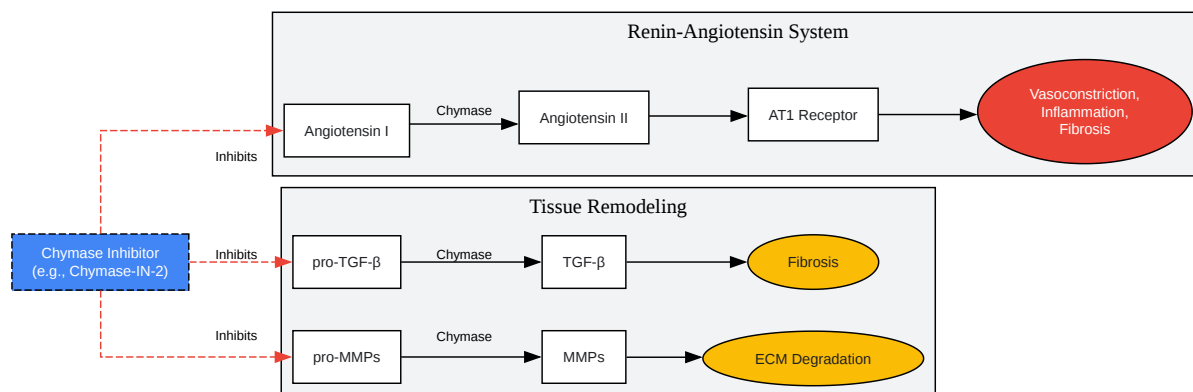 Renin-Angiotensin System
Angiotensin I
Chymase
Angiotensin II
AT1 Receptor
Vasoconstriction,
Inflammation,
Fibrosis
Inhibits
Tissue Remodeling
Chymase Inhibitor
(e.g., Chymase-IN-2)
Inhibits
pro-TGF-β
Chymase
TGF-β
Fibrosis
Inhibits
pro-MMPs
Chymase
MMPs
ECM Degradation